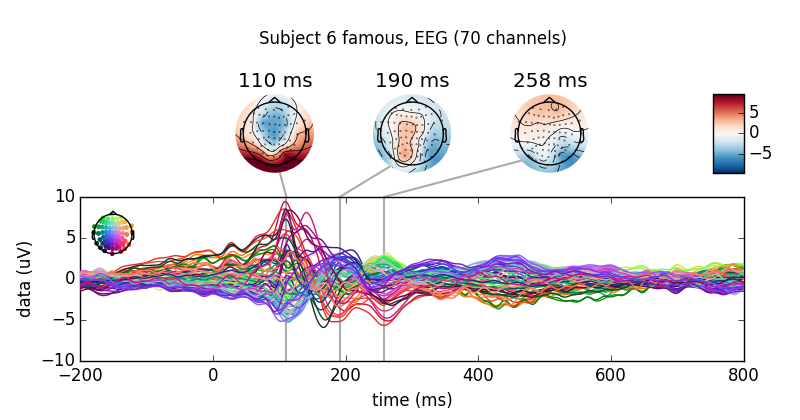 Subject 6 famous, EEG (70 channels)
110 ms 190 ms 258 ms
5
0
−5
10
5
0
−5
−10
data (uV)
−200 0 200 400 600 800
time (ms)